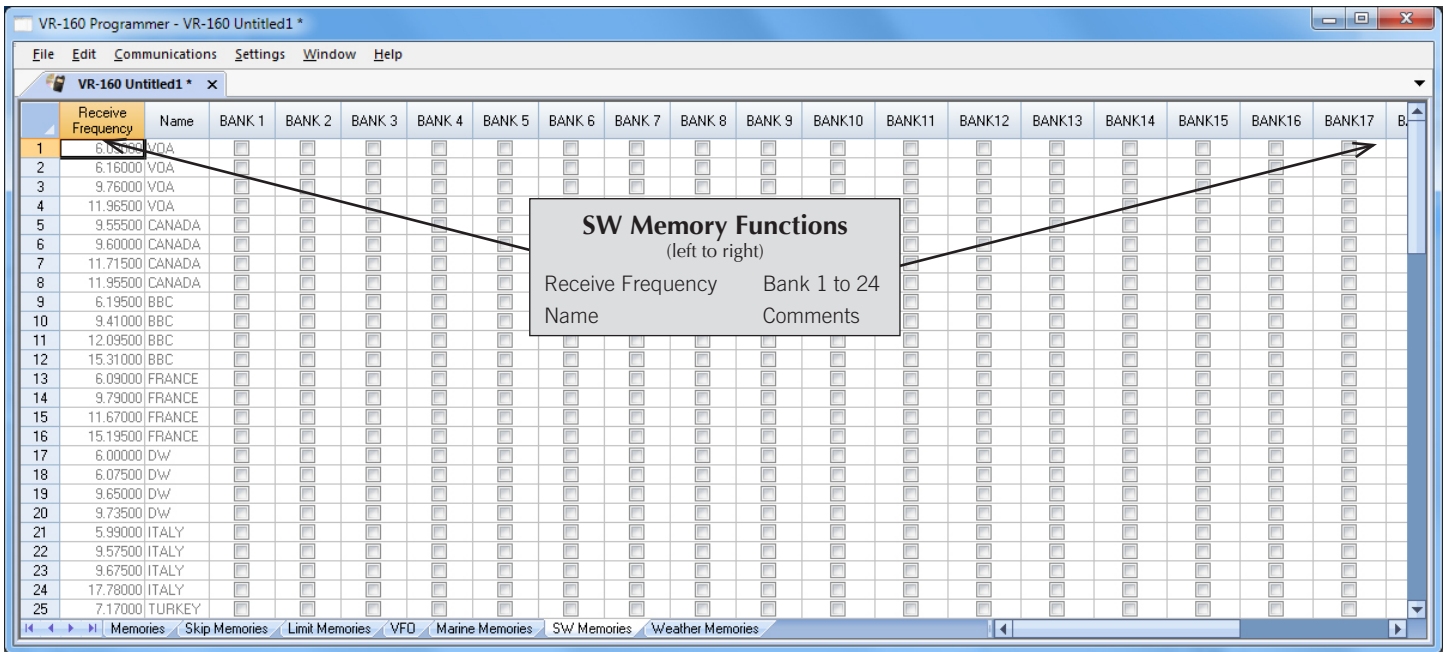 VR-160 Programmer - VR-160 Untitled1 *
File Edit Communications Settings Window Help
VR-160 Untitled1 *
Receive Frequency Name BANK 1 BANK 2 BANK 3 BANK 4 BANK 5 BANK 6 BANK 7 BANK 8 BANK 9 BANK10 BANK11 BANK12 BANK13 BANK14 BANK15 BANK16 BANK17
1 VOA
2 6.16000 VOA
3 9.76000 VOA
4 11.96500 VOA
5 9.55500 CANADA
6 9.60000 CANADA
7 11.71500 CANADA
8 11.95500 CANADA
9 6.19500 BBC
10 9.41000 BBC
11 12.09500 BBC
12 15.31000 BBC
13 6.09000 FRANCE
14 9.79000 FRANCE
15 11.67000 FRANCE
16 15.19500 FRANCE
17 6.00000 DW
18 6.07500 DW
19 9.65000 DW
20 9.73500 DW
21 5.99000 ITALY
22 9.57500 ITALY
23 9.67500 ITALY
24 17.78000 ITALY
25 7.17000 TURKEY
SW Memory Functions
(left to right)
Receive Frequency Bank 1 to 24
Name Comments
Memories Skip Memories Limit Memories VFO Marine Memories SW Memories Weather Memories